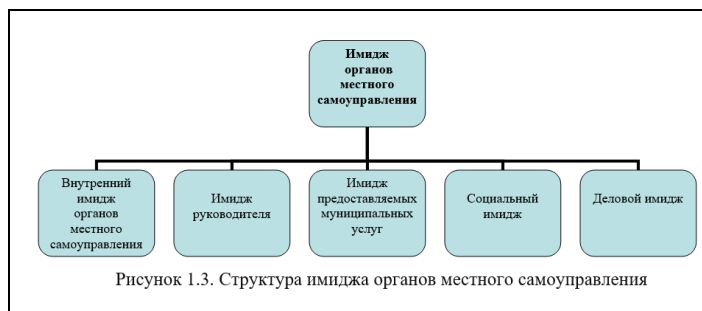 Имидж
органов
местного
самоуправления
Внутренний
имидж
органов
местного
самоуправления
Имидж
руководителя
Имидж
предоставляемых
муниципальных
услуг
Социальный
имидж
Деловой имидж
Рисунок 1.3. Структура имиджа органов местного самоуправления